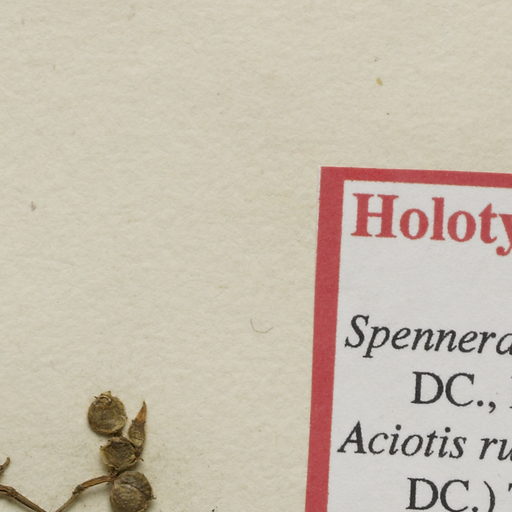 Holoty
Spennera
DC.,
Aciotis ru
DC.)